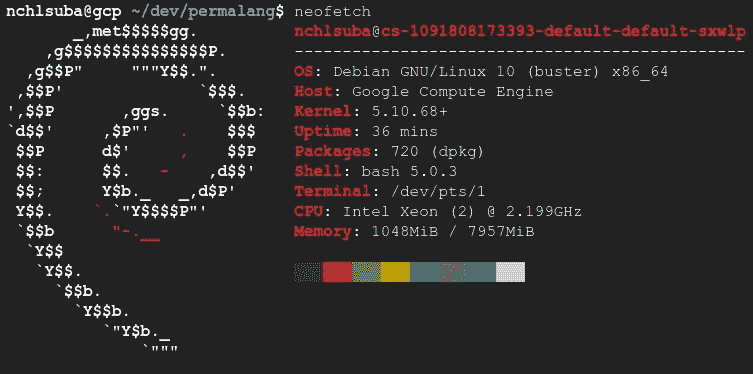 nchlsuba@gcp ~/dev/permalang$ neofetch
       _,met$$$$$gg.          nchlsuba@cs-1091808173393-default-default-sxwlp
    ,g$$$$$$$$$$$$$$$P.       -----------------------------------------------
  ,g$$P"     """Y$$.".        OS: Debian GNU/Linux 10 (buster) x86_64
 ,$$P'              `$$$.     Host: Google Compute Engine
',$$P       ,ggs.     `$$b:   Kernel: 5.10.68+
`d$$'     ,$P"'   .    $$$    Uptime: 36 mins
 $$P      d$'     ,    $$P    Packages: 720 (dpkg)
 $$:      $$.   -    ,d$$'    Shell: bash 5.0.3
 $$;      Y$b._   _,d$P'      Terminal: /dev/pts/1
 Y$$.    `.`"Y$$$$P"'         CPU: Intel Xeon (2) @ 2.199GHz
 `$$b      "-.__              Memory: 1048MiB / 7957MiB
  `Y$$
   `Y$$.
     `$$b.
       `Y$$b.
          `"Y$b._
              `"""